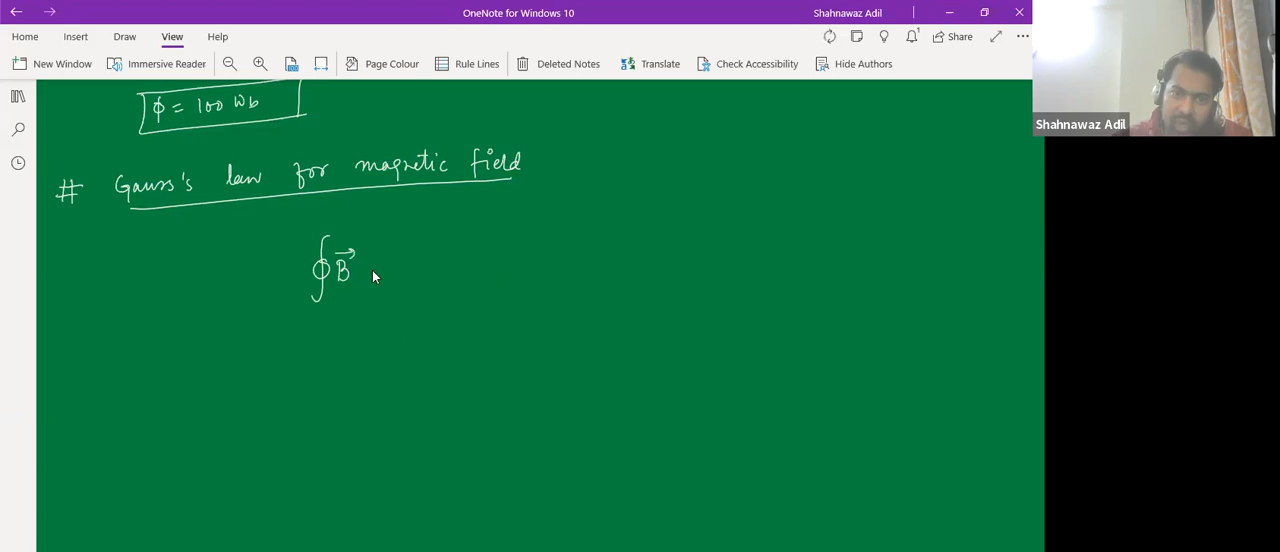 OneNote for Windows 10
Shahnawaz Adil
Home Insert Draw View Help
1
Share
New Window Immersive Reader Page Colour Rule Lines Deleted Notes Translate Check Accessibility Hide Authors
Shahnawaz Adil
ϕ = 100 Wb
# Gauss's law for magnetic field
∮ B⃗